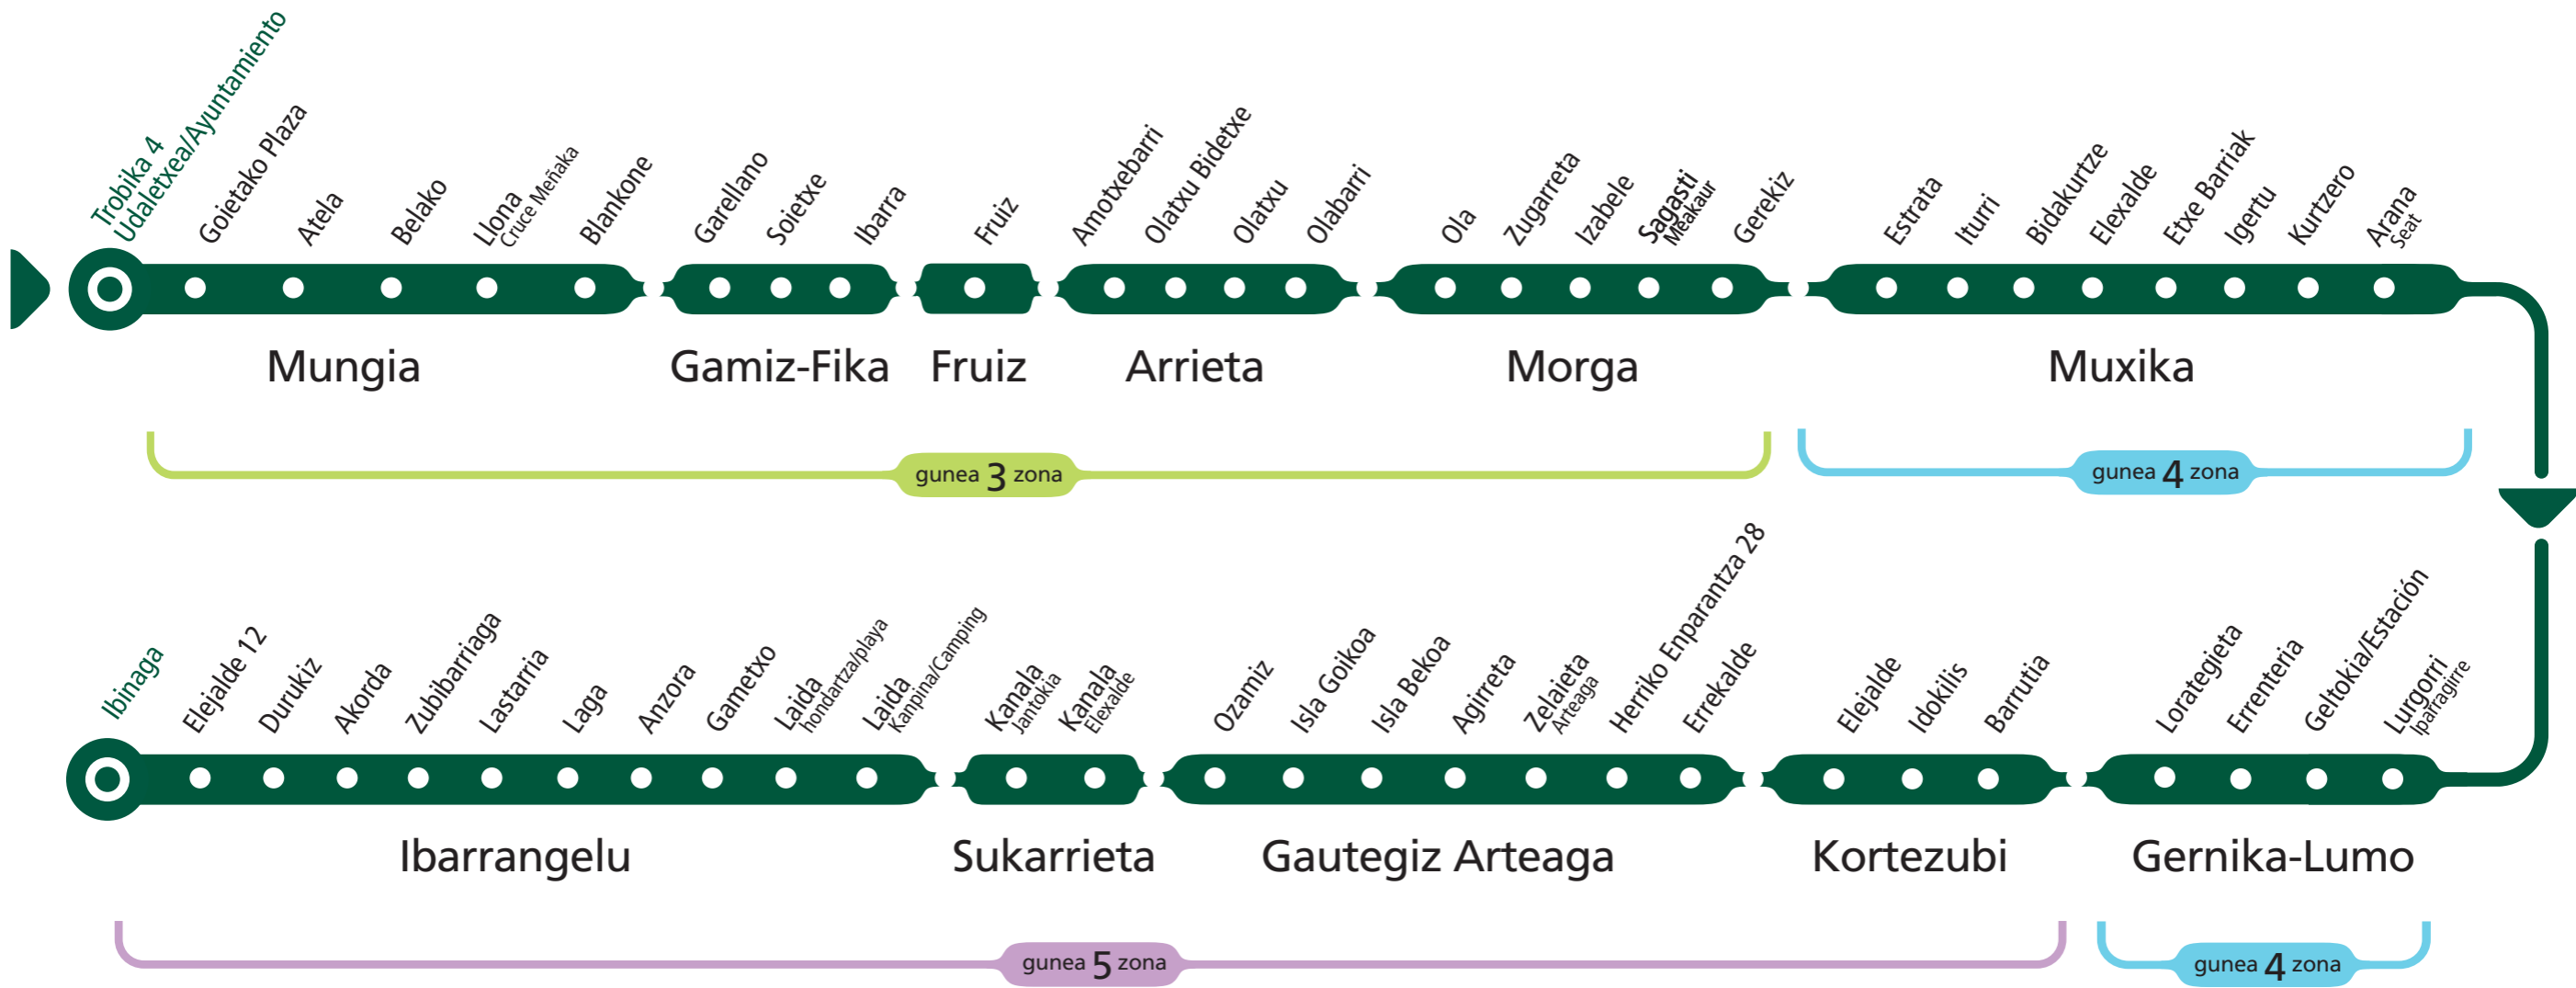 Trobika 4
Udaletxea/Ayuntamiento
Goietako Plaza
Atela
Belako
Llona
Cruce Meñaka
Blankone
Garellano
Soietxe
Ibarra
Fruiz
Amotxebarri
Olatxu Bidetxe
Olatxu
Olabarri
Ola
Zugarreta
Izabele
Sagasti
Meakaur
Gerekiz
Estrata
Iturri
Bidakurtze
Elexalde
Etxe Barriak
Igertu
Kurtzero
Arana
Seat
Mungia
Gamiz-Fika
Fruiz
Arrieta
Morga
Muxika
gunea 3 zona
gunea 4 zona
Ibinaga
Elejalde 12
Durukiz
Akorda
Zubibarriaga
Lastarria
Laga
Anzora
Gametxo
Laida
hondartza/playa
Laida
Kanpina/Camping
Kanala
Jantokia
Kanala
Elexalde
Ozamiz
Isla Goikoa
Isla Bekoa
Agirreta
Zelaieta
Arteaga
Herriko Enparantza 28
Errekalde
Elejalde
Idokilis
Barrutia
Lorategieta
Errenteria
Geltokia/Estación
Lurgorri
Iparragirre
Ibarrangelu
Sukarrieta
Gautegiz Arteaga
Kortezubi
Gernika-Lumo
gunea 5 zona
gunea 4 zona